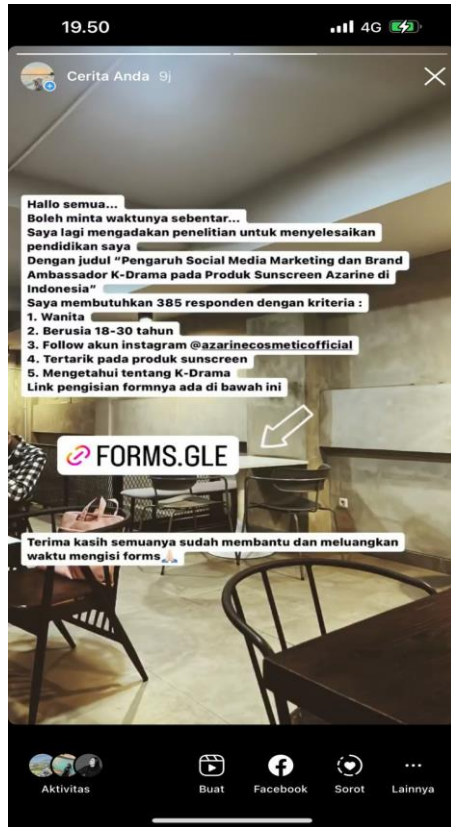 19.50
4G
Cerita Anda 9j
Hallo semua...
Boleh minta waktunya sebentar...
Saya lagi mengadakan penelitian untuk menyelesaikan
pendidikan saya
Dengan judul “Pengaruh Social Media Marketing dan Brand
Ambassador K-Drama pada Produk Sunscreen Azarine di
Indonesia”
Saya membutuhkan 385 responden dengan kriteria :
1. Wanita
2. Berusia 18-30 tahun
3. Follow akun instagram @azarinecosmeticofficial
4. Tertarik pada produk sunscreen
5. Mengetahui tentang K-Drama
Link pengisian formnya ada di bawah ini
FORMS.GLE
Terima kasih semuanya sudah membantu dan meluangkan
waktu mengisi forms🙏🏻
Aktivitas
Buat
Facebook
Sorot
Lainnya